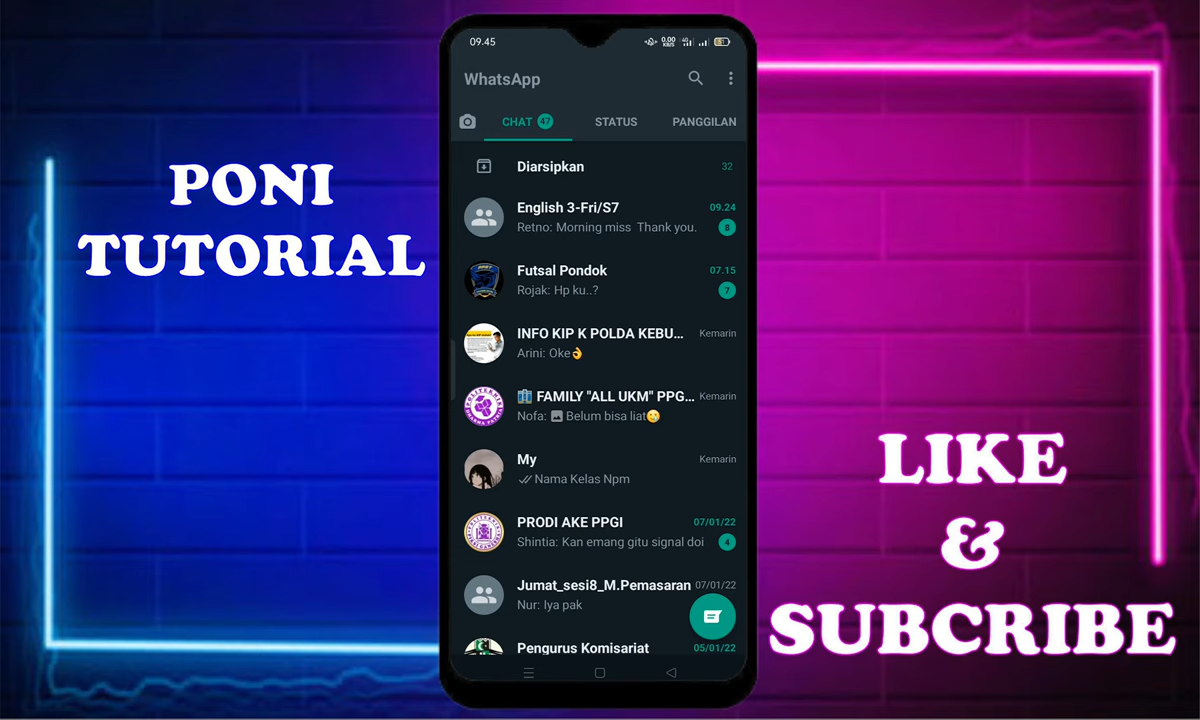 PONI
TUTORIAL
09.45
0.00
KB/S
4G
WhatsApp
CHAT 47
STATUS
PANGGILAN
Diarsipkan
32
English 3-Fri/S7
09.24
Retno: Morning miss Thank you.
8
Futsal Pondok
07.15
Rojak: Hp ku..?
7
INFO KIP K POLDA KEBU...
Kemarin
Arini: Oke👌
🏥 FAMILY "ALL UKM" PPG...
Kemarin
Nofa: Belum bisa liat🥲
My
Kemarin
Nama Kelas Npm
PRODI AKE PPGI
07/01/22
Shintia: Kan emang gitu signal doi
4
Jumat_sesi8_M.Pemasaran
07/01/22
Nur: Iya pak
Pengurus Komisariat
05/01/22
LIKE
&
SUBCRIBE